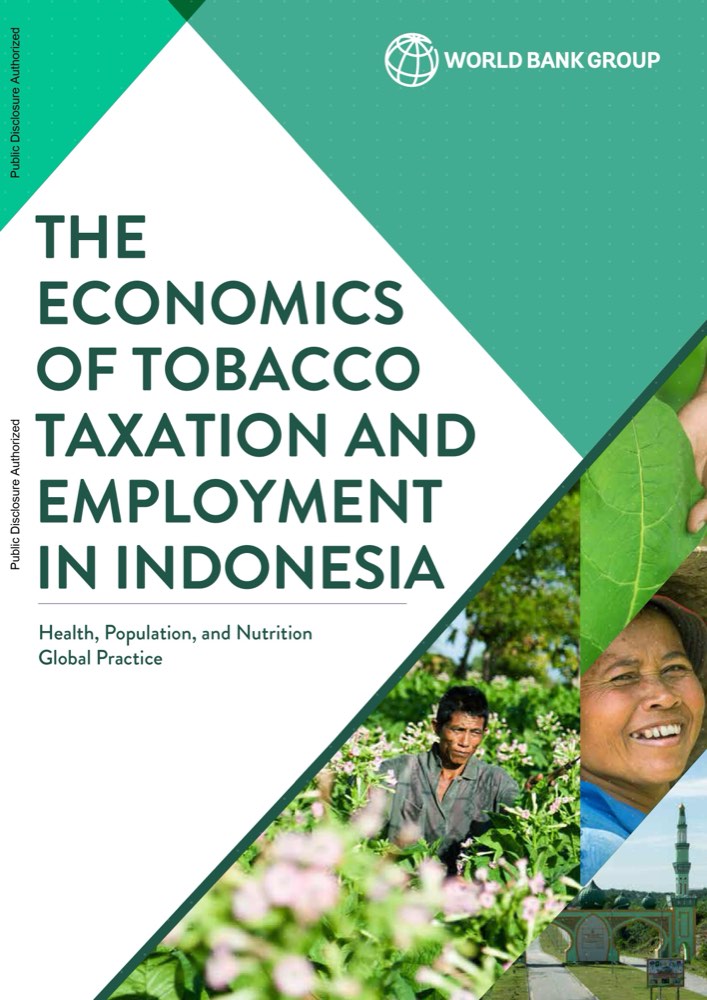 Public Disclosure Authorized
WORLD BANK GROUP
THE
ECONOMICS
OF TOBACCO
TAXATION AND
EMPLOYMENT
IN INDONESIA
Public Disclosure Authorized
Health, Population, and Nutrition
Global Practice